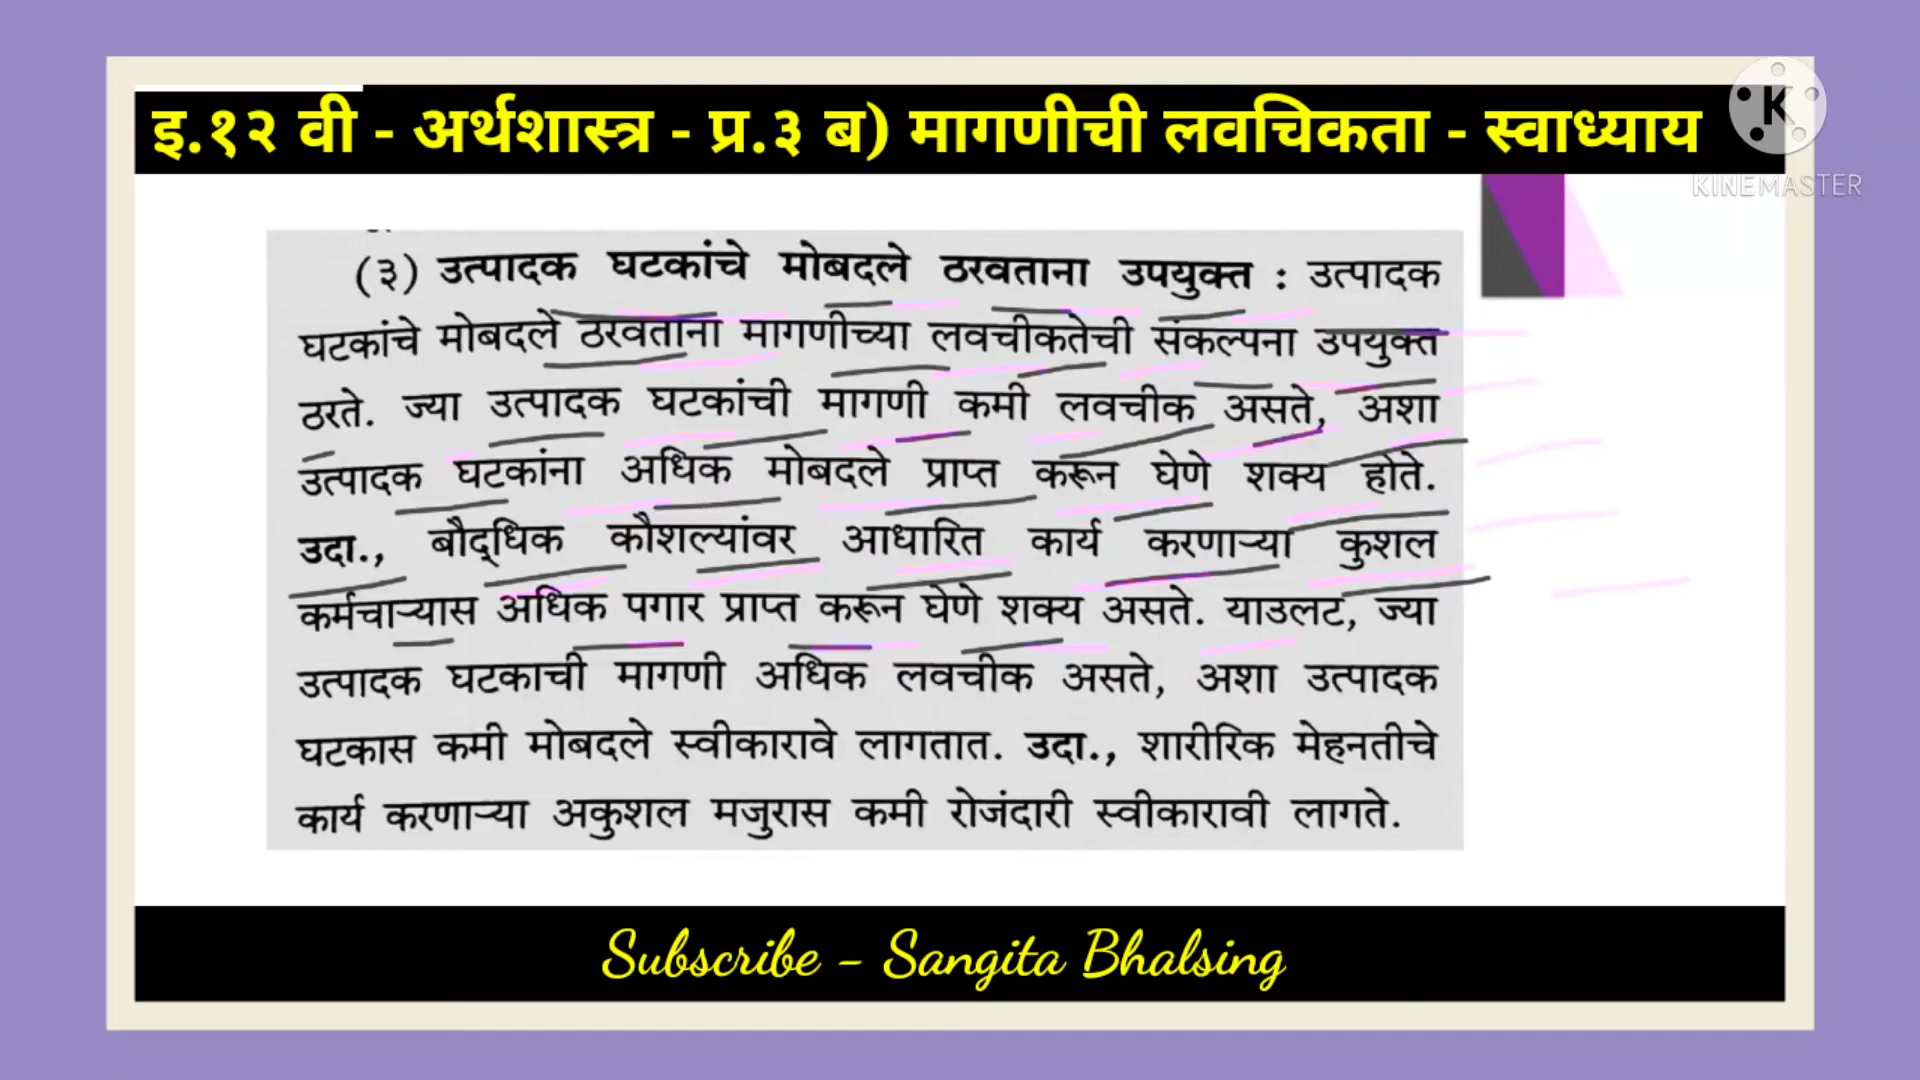 इ.१२ वी - अर्थशास्त्र - प्र.३ ब) मागणीची लवचिकता - स्वाध्याय
K
KINEMASTER
(३) उत्पादक घटकांचे मोबदले ठरवताना उपयुक्त : उत्पादक
घटकांचे मोबदले ठरवताना मागणीच्या लवचीकतेची संकल्पना उपयुक्त
ठरते. ज्या उत्पादक घटकांची मागणी कमी लवचीक असते, अशा
उत्पादक घटकांना अधिक मोबदले प्राप्त करून घेणे शक्य होते.
उदा., बौद्धिक कौशल्यांवर आधारित कार्य करणाऱ्या कुशल
कर्मचाऱ्यास अधिक पगार प्राप्त करून घेणे शक्य असते. याउलट, ज्या
उत्पादक घटकाची मागणी अधिक लवचीक असते, अशा उत्पादक
घटकास कमी मोबदले स्वीकारावे लागतात. उदा., शारीरिक मेहनतीचे
कार्य करणाऱ्या अकुशल मजुरास कमी रोजंदारी स्वीकारावी लागते.
Subscribe - Sangita Bhalsing